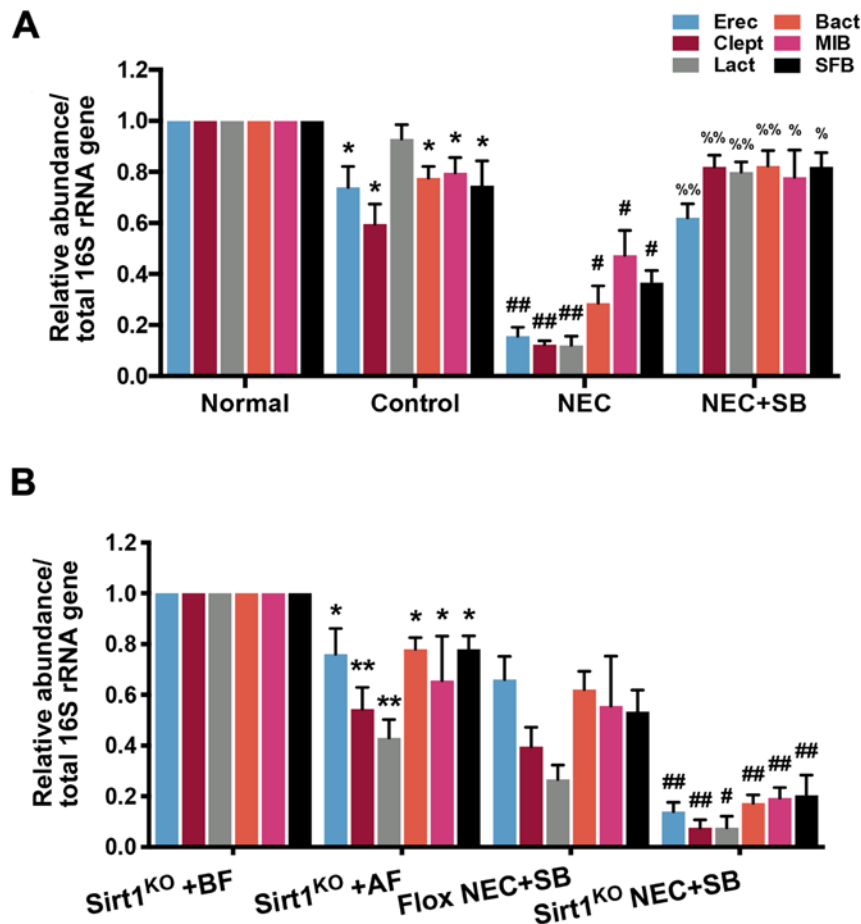 A
Erec Bact
Clept MIB
Lact SFB
Relative abundance/
total 16S rRNA gene
1.2
1.0
0.8
0.6
0.4
0.2
0.0
* * * * *
## ## ## # # #
%% %% %% %% % %
Normal Control NEC NEC+SB
B
Relative abundance/
total 16S rRNA gene
1.2
1.0
0.8
0.6
0.4
0.2
0.0
* ** ** * * *
## ## # ## ## ##
Sirt1KO +BF Sirt1KO +AF Flox NEC+SB Sirt1KO NEC+SB